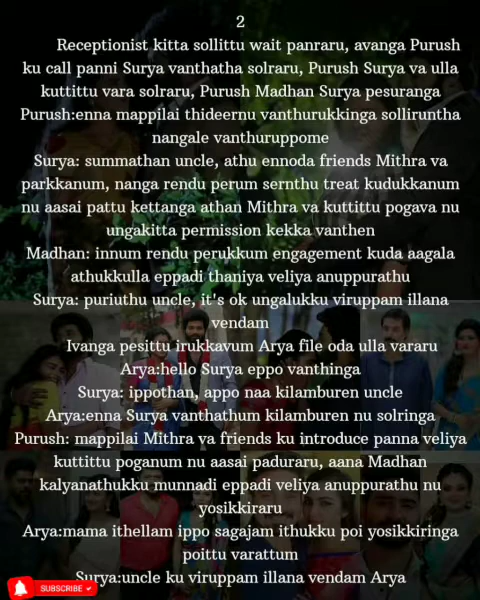 2
Receptionist kitta sollittu wait panraru, avanga Purush
ku call panni Surya vanthatha solraru, Purush Surya va ulla
kuttittu vara solraru, Purush Madhan Surya pesuranga
Purush:enna mappilai thideernu vanthurukkinga solliruntha
nangale vanthuruppome
Surya: summathan uncle, athu ennoda friends Mithra va
parkkanum, nanga rendu perum sernthu treat kudukkanum
nu aasai pattu kettanga athan Mithra va kuttittu pogava nu
ungakitta permission kekka vanthen
Madhan: innum rendu perukkum engagement kuda aagala
athukkulla eppadi thaniya veliya anuppurathu
Surya: puriuthu uncle, it's ok ungalukku viruppam illana
vendam
Ivanga pesittu irukkavum Arya file oda ulla vararu
Arya:hello Surya eppo vanthinga
Surya: ippothan, appo naa kilamburen uncle
Arya:enna Surya vanthathum kilamburen nu solringa
Purush: mappilai Mithra va friends ku introduce panna veliya
kuttittu poganum nu aasai paduraru, aana Madhan
kalyanathukku munnadi eppadi veliya anuppurathu nu
yosikkiraru
Arya:mama ithellam ippo sagajam ithukku poi yosikkiringa
poittu varattum
Surya:uncle ku viruppam illana vendam Arya
SUBSCRIBE